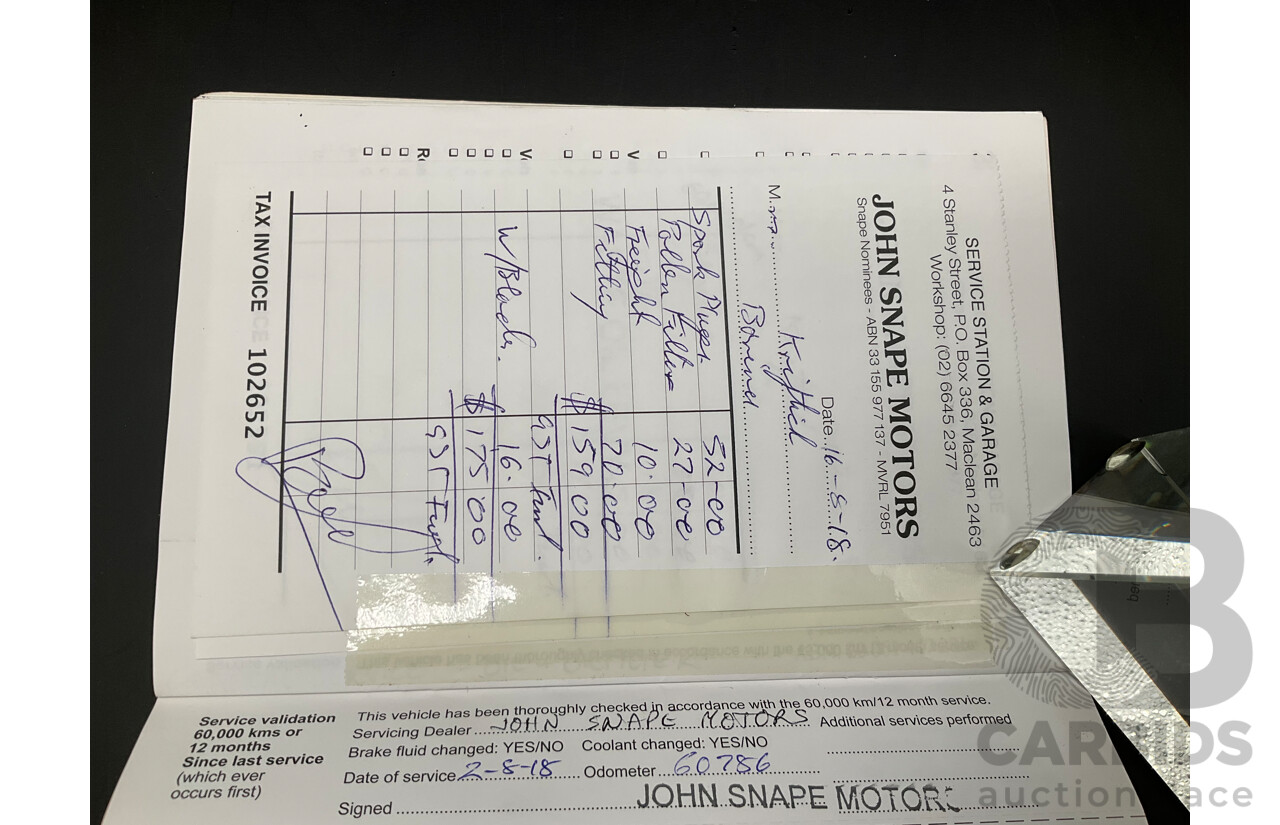 SERVICE STATION & GARAGE
4 Stanley Street, P.O. Box 336, Maclean 2463
Workshop: (02) 6645 2377
JOHN SNAPE MOTORS
Snape Nominees - ABN 33 155 977 137 - MVRL 7951
Date 16-8-18.
M
Spark Plugs 52-00
Pollen Filter 27-00
Freight 10.00
Fitting 70.00
$ 159 00
GST Incl.
W/Blades. 16.00
$ 175 00
GST
TAX INVOICE 102652
Service validation
60,000 kms or
12 months
Since last service
(which ever
occurs first)
This vehicle has been thoroughly checked in accordance with the 60,000 km/12 month service.
Servicing Dealer JOHN SNAPE MOTORS Additional services performed
Brake fluid changed: YES/NO Coolant changed: YES/NO
Date of service 2-8-18 Odometer 60786
Signed JOHN SNAPE MOTORS